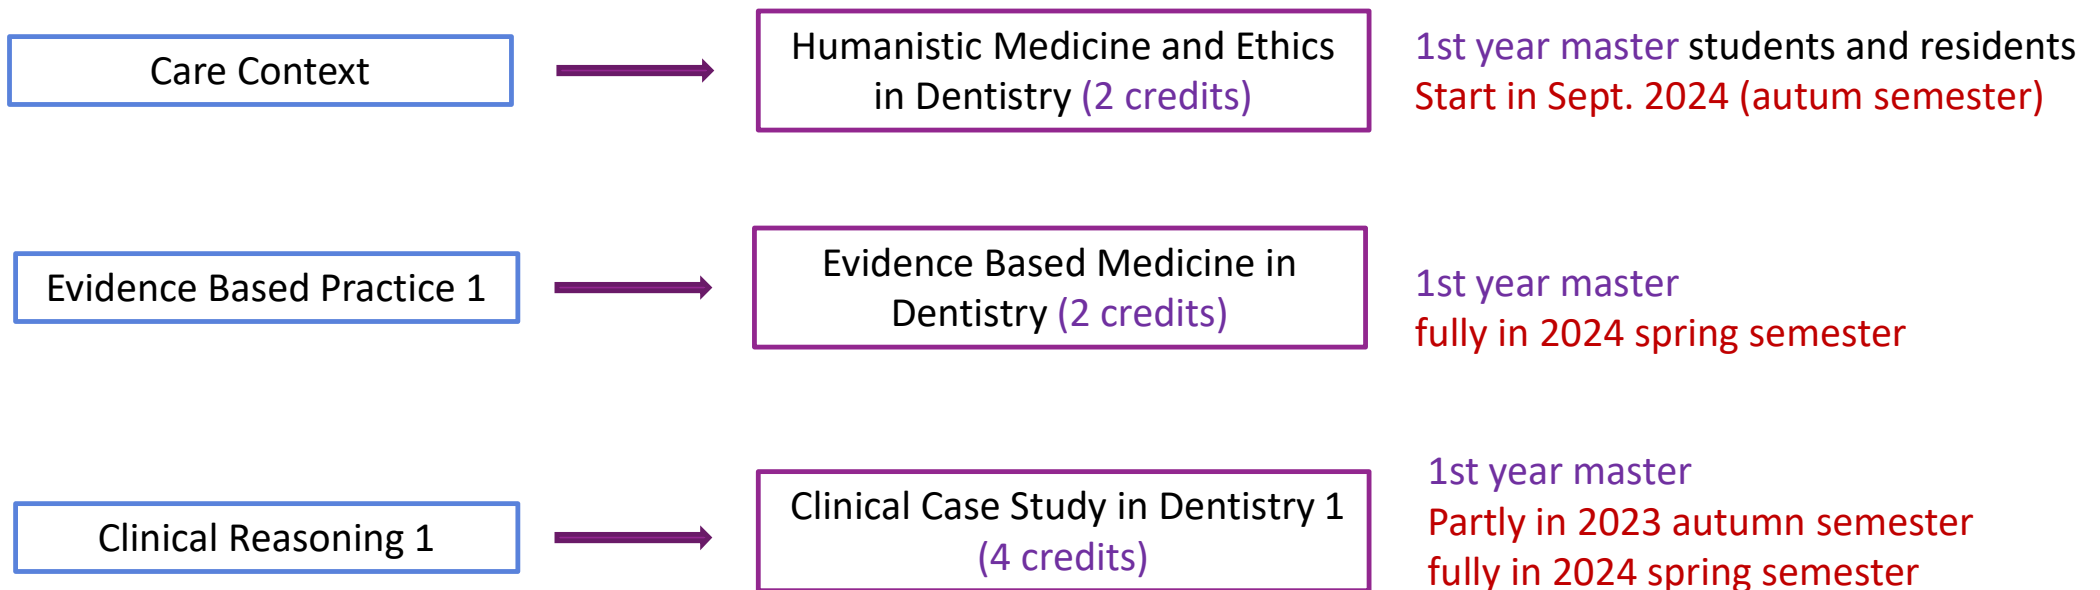 Care Context
Humanistic Medicine and Ethics
in Dentistry (2 credits)
1st year master students and residents
Start in Sept. 2024 (autum semester)
Evidence Based Practice 1
Evidence Based Medicine in
Dentistry (2 credits)
1st year master
fully in 2024 spring semester
Clinical Reasoning 1
Clinical Case Study in Dentistry 1
(4 credits)
1st year master
Partly in 2023 autumn semester
fully in 2024 spring semester